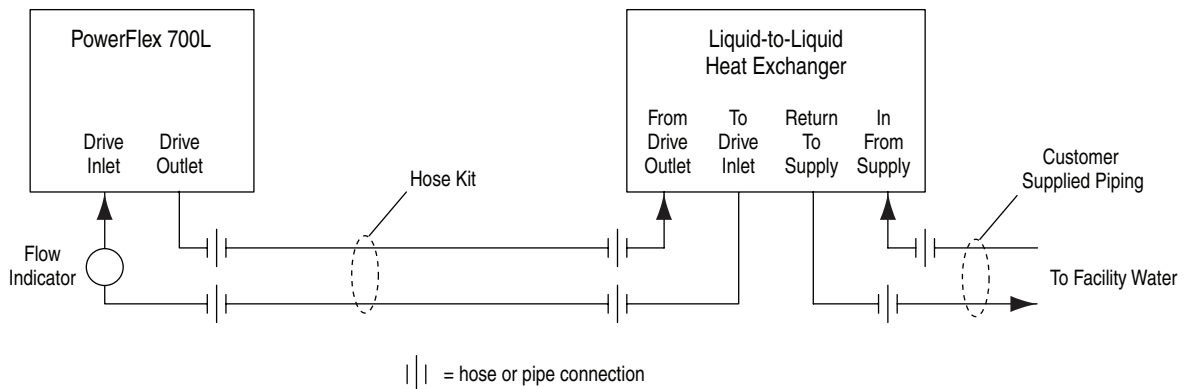 PowerFlex 700L
Drive
Inlet
Drive
Outlet
Flow
Indicator
Hose Kit
Liquid-to-Liquid
Heat Exchanger
From
Drive
Outlet
To
Drive
Inlet
Return
To
Supply
In
From
Supply
Customer
Supplied Piping
To Facility Water
= hose or pipe connection